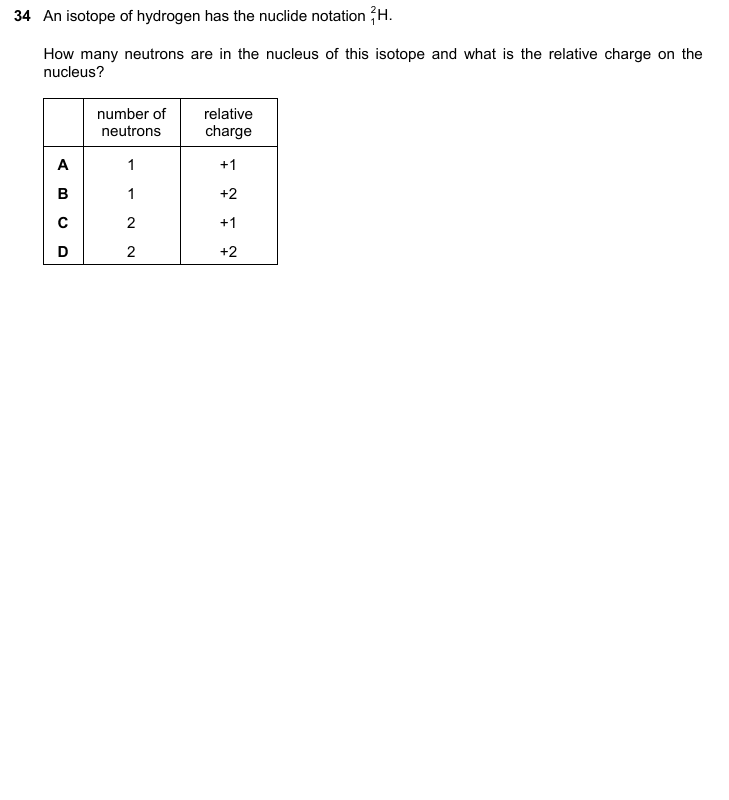 34 An isotope of hydrogen has the nuclide notation ²₁H.
How many neutrons are in the nucleus of this isotope and what is the relative charge on the
nucleus?
number of neutrons relative charge
A 1 +1
B 1 +2
C 2 +1
D 2 +2